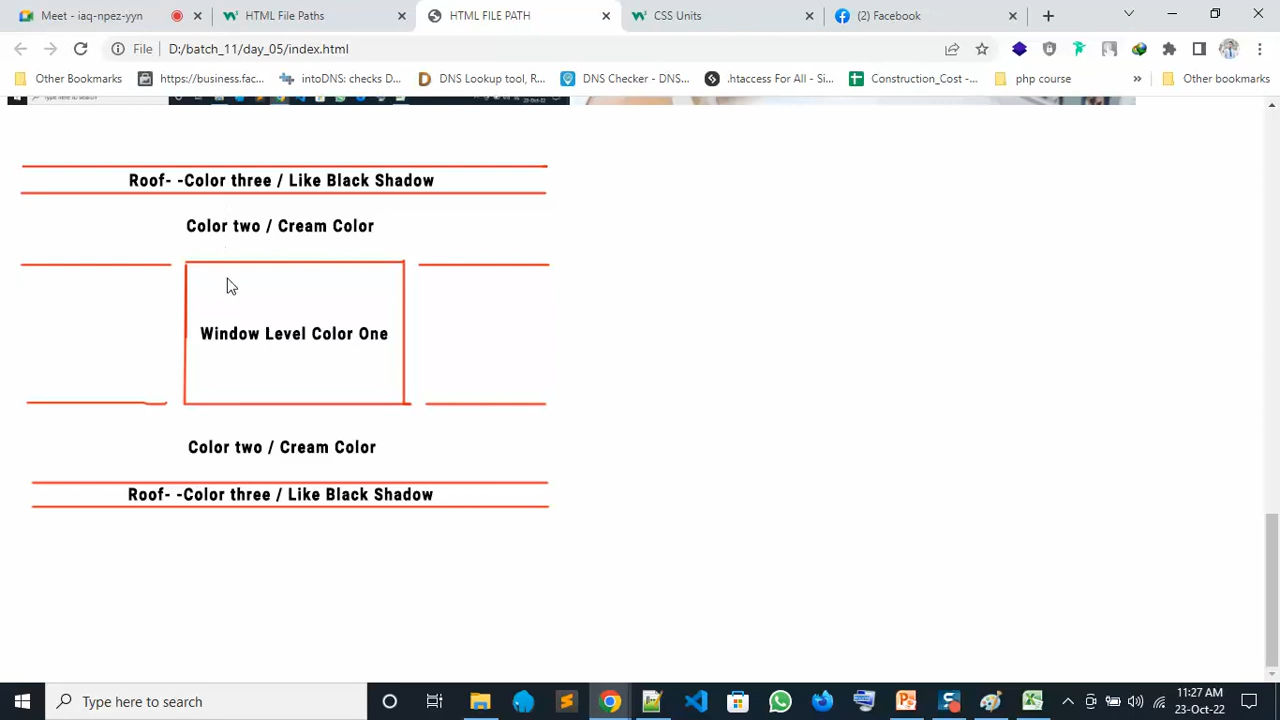 Meet - iaq-npez-yyn
HTML File Paths
HTML FILE PATH
CSS Units
(2) Facebook
File
D:/batch_11/day_05/index.html
Other Bookmarks
https://business.fac...
intoDNS: checks D...
DNS Lookup tool, R...
DNS Checker - DNS...
.htaccess For All - Si...
Construction_Cost -...
php course
»
Other bookmarks
Roof- -Color three / Like Black Shadow
Color two / Cream Color
Window Level Color One
Color two / Cream Color
Roof- -Color three / Like Black Shadow
Type here to search
11:27 AM
23-Oct-22